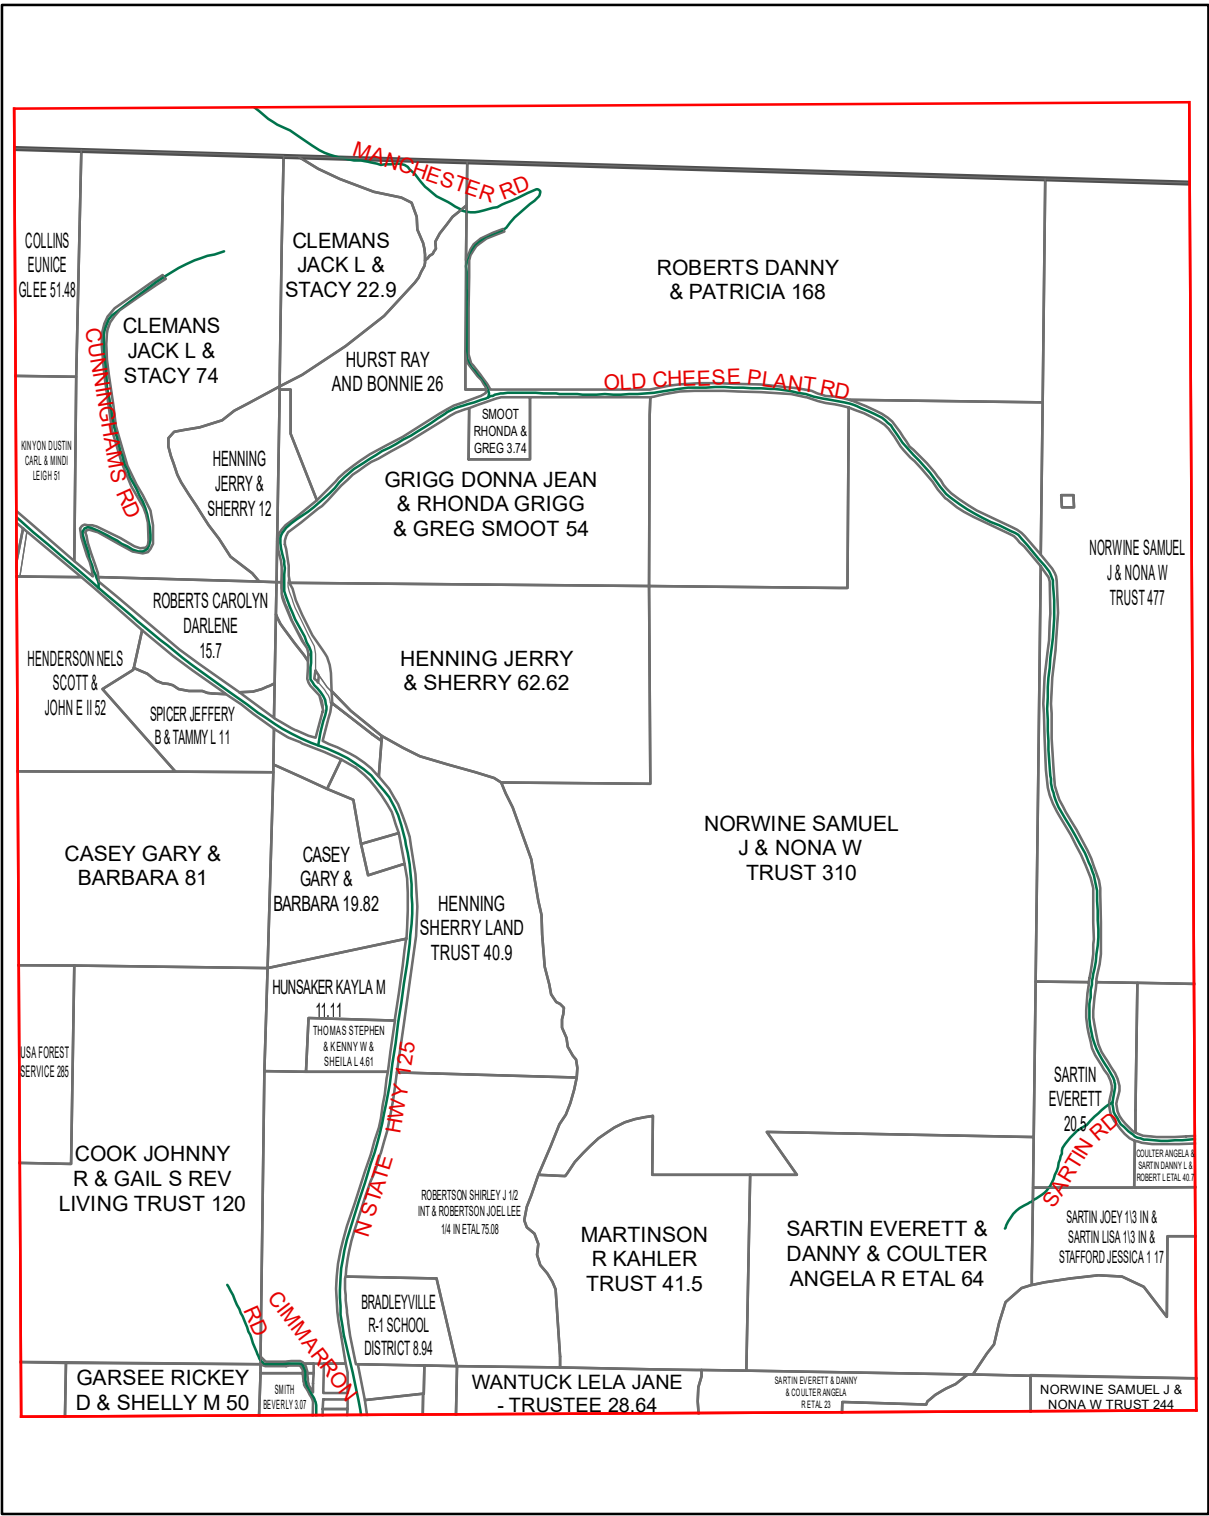 MANCHESTER RD
COLLINS
EUNICE
GLEE 51.48
CLEMANS
JACK L &
STACY 22.9
ROBERTS DANNY
& PATRICIA 168
CLEMANS
JACK L &
STACY 74
CUNNINGHAMS RD
HURST RAY
AND BONNIE 26
OLD CHEESE PLANT RD
SMOOT
RHONDA &
GREG 3.74
KINYON DUSTIN
CARL & MINDI
LEIGH 51
HENNING
JERRY &
SHERRY 12
GRIGG DONNA JEAN
& RHONDA GRIGG
& GREG SMOOT 54
NORWINE SAMUEL
J & NONA W
TRUST 477
ROBERTS CAROLYN
DARLENE
15.7
HENDERSON NELS
SCOTT &
JOHN E II 52
SPICER JEFFERY
B & TAMMY L 11
HENNING JERRY
& SHERRY 62.62
NORWINE SAMUEL
J & NONA W
TRUST 310
CASEY GARY &
BARBARA 81
CASEY
GARY &
BARBARA 19.82
HENNING
SHERRY LAND
TRUST 40.9
HUNSAKER KAYLA M
11.11
THOMAS STEPHEN
& KENNY W &
SHEILA L 4.61
USA FOREST
SERVICE 285
N STATE HWY 125
SARTIN
EVERETT
20.5
SARTIN RD
COOK JOHNNY
R & GAIL S REV
LIVING TRUST 120
COULTER ANGELA &
SARTIN DANNY L &
ROBERT L ETAL 40.7
ROBERTSON SHIRLEY J 1/2
INT & ROBERTSON JOEL LEE
1/4 IN ETAL 75.08
MARTINSON
R KAHLER
TRUST 41.5
SARTIN EVERETT &
DANNY & COULTER
ANGELA R ETAL 64
SARTIN JOEY 1\3 IN &
SARTIN LISA 1\3 IN &
STAFFORD JESSICA 1 17
BRADLEYVILLE
R-1 SCHOOL
DISTRICT 8.94
CIMMARRON
RD
GARSEE RICKEY
D & SHELLY M 50
SMITH
BEVERLY 3.07
WANTUCK LELA JANE
- TRUSTEE 28.64
SARTIN EVERETT & DANNY
& COULTER ANGELA
R ETAL 23
NORWINE SAMUEL J &
NONA W TRUST 244